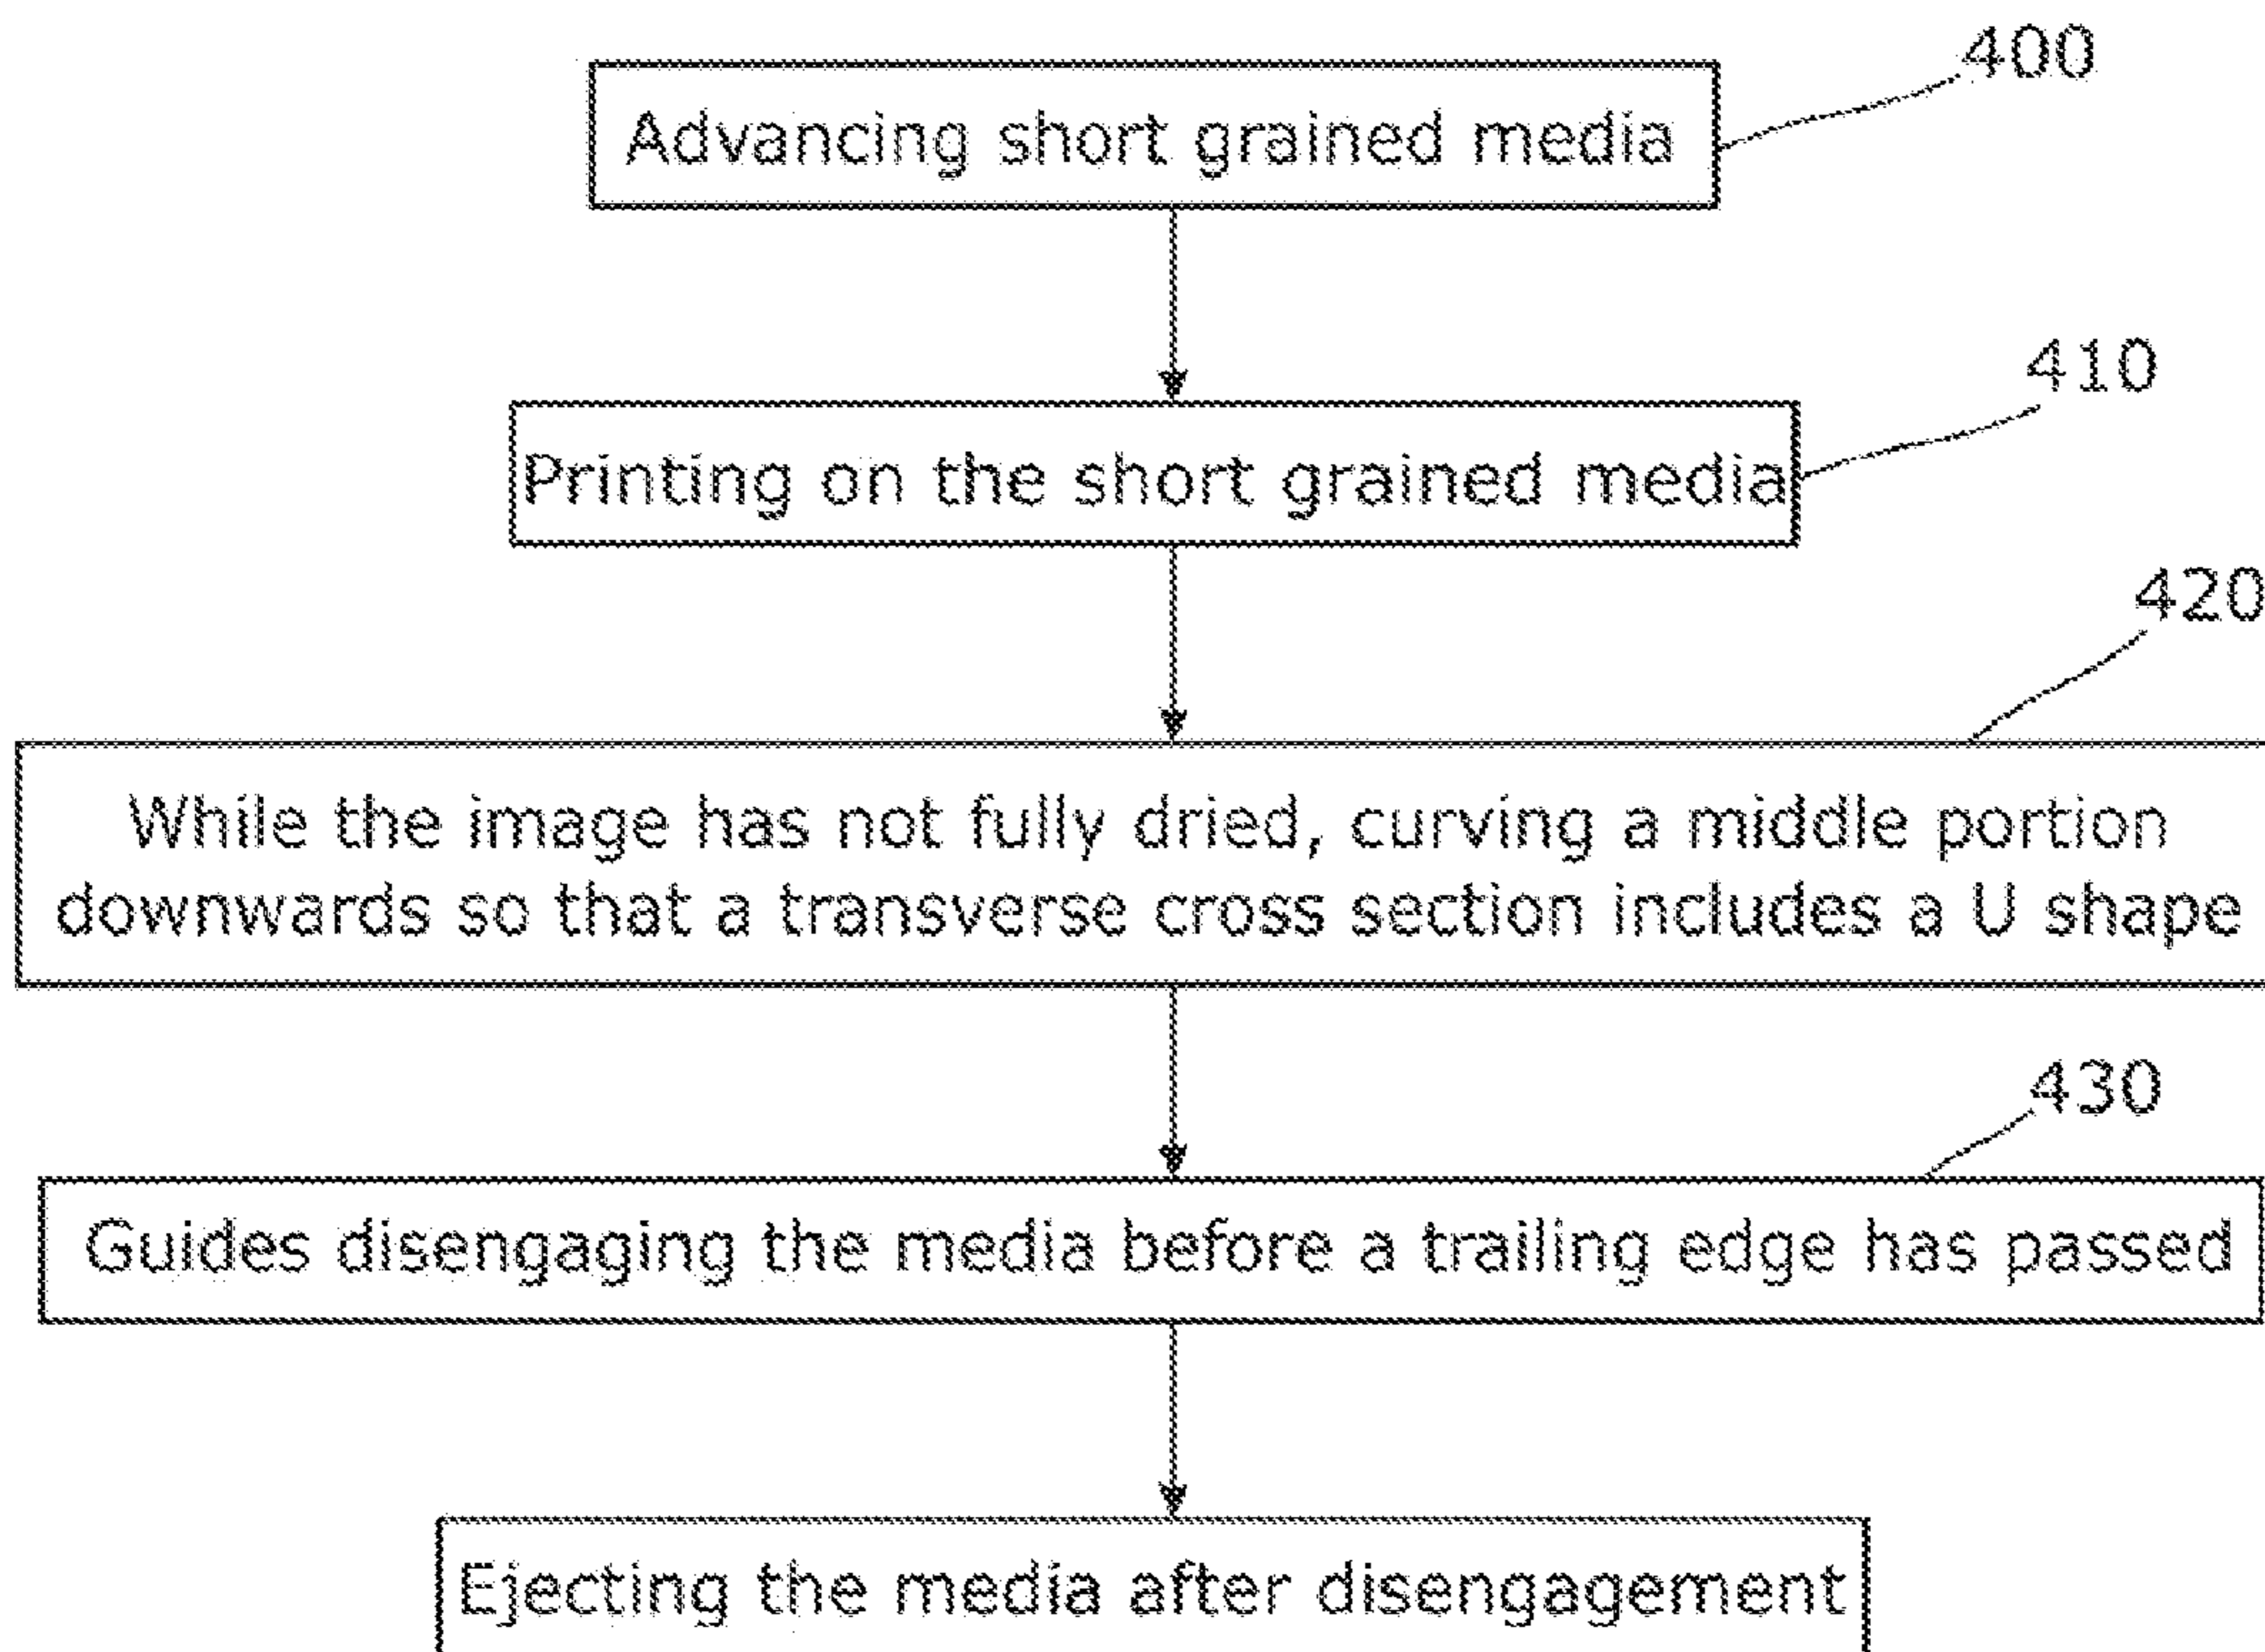 400
Advancing short grained media
410
Printing on the short grained media
420
While the image has not fully dried, curving a middle portion
downwards so that a transverse cross section includes a U shape
430
Guides disengaging the media before a trailing edge has passed
Ejecting the media after disengagement